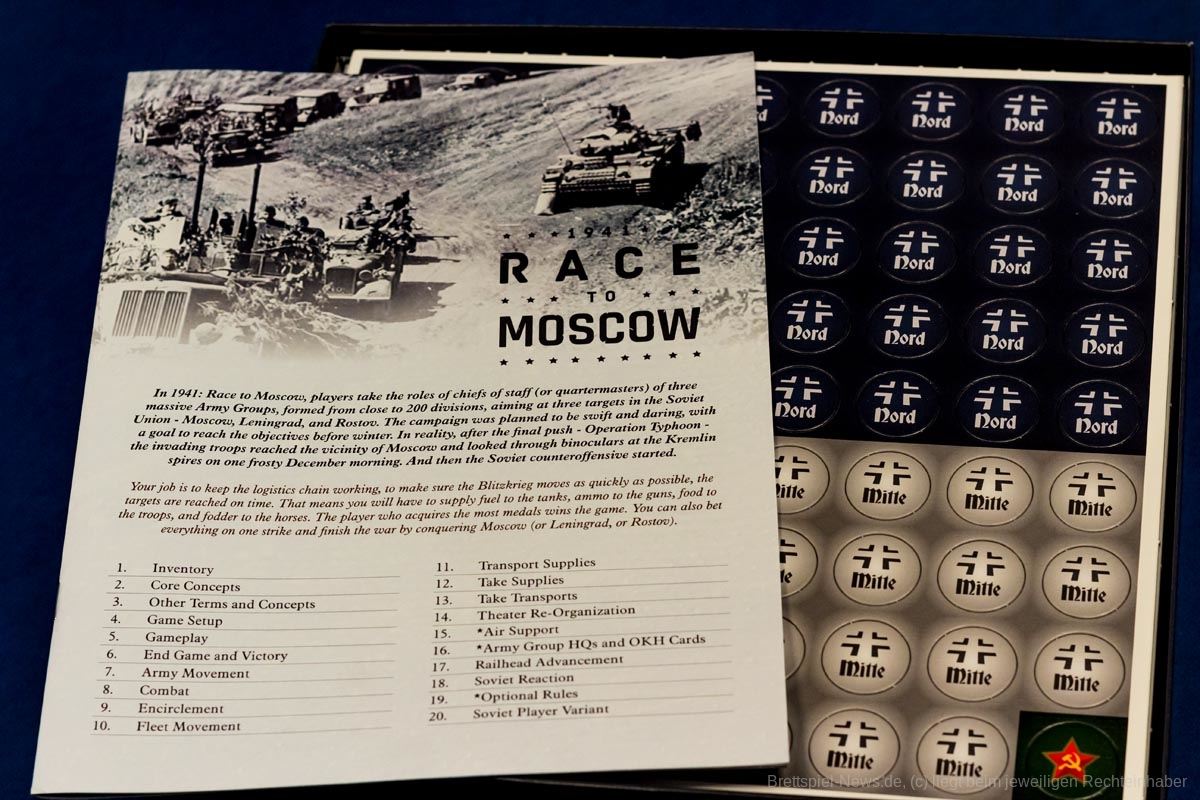 1941
RACE
TO
MOSCOW
In 1941: Race to Moscow, players take the roles of chiefs of staff (or quartermasters) of three
massive Army Groups, formed from close to 200 divisions, aiming at three targets in the Soviet
Union - Moscow, Leningrad, and Rostov. The campaign was planned to be swift and daring, with
a goal to reach the objectives before winter. In reality, after the final push - Operation Typhoon -
the invading troops reached the vicinity of Moscow and looked through binoculars at the Kremlin
spires on one frosty December morning. And then the Soviet counteroffensive started.
Your job is to keep the logistics chain working, to make sure the Blitzkrieg moves as quickly as possible, the
targets are reached on time. That means you will have to supply fuel to the tanks, ammo to the guns, food to
the troops, and fodder to the horses. The player who acquires the most medals wins the game. You can also bet
everything on one strike and finish the war by conquering Moscow (or Leningrad, or Rostov).
1. Inventory
2. Core Concepts
3. Other Terms and Concepts
4. Game Setup
5. Gameplay
6. End Game and Victory
7. Army Movement
8. Combat
9. Encirclement
10. Fleet Movement
11. Transport Supplies
12. Take Supplies
13. Take Transports
14. Theater Re-Organization
15. *Air Support
16. *Army Group HQs and OKH Cards
17. Railhead Advancement
18. Soviet Reaction
19. *Optional Rules
20. Soviet Player Variant
Nord Nord Nord Nord
Nord Nord Nord Nord
Nord Nord Nord Nord
Nord Nord Nord Nord
Nord Nord Nord
Mitte Mitte Mitte
Mitte Mitte Mitte
Mitte Mitte Mitte
Mitte Mitte
Brettspiel-News.de, (c) liegt beim jeweiligen Rechteinhaber